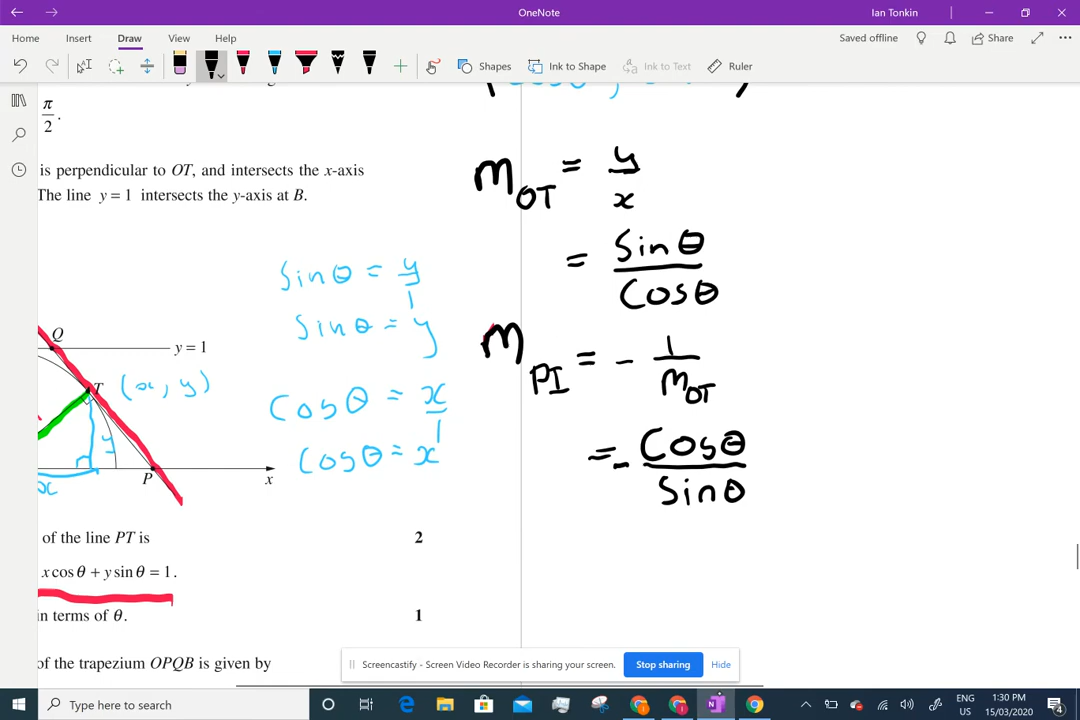 OneNote
Ian Tonkin
Home Insert Draw View Help
Saved offline Share
Shapes Ink to Shape Ink to Text Ruler
π
2
.
is perpendicular to OT, and intersects the x-axis
The line y = 1 intersects the y-axis at B.
Sinθ = y
1
Sinθ = y
Cosθ = x
1
Cosθ = x
Q
y = 1
T (x, y)
y
P
x
x
of the line PT is 2
x cos θ + y sin θ = 1.
in terms of θ. 1
of the trapezium OPQB is given by
m OT = y
x
= Sinθ
Cosθ
m PT = - 1
m OT
= - Cosθ
Sinθ
Screencastify - Screen Video Recorder is sharing your screen. Stop sharing Hide
Type here to search
ENG
US
1:30 PM
15/03/2020
4